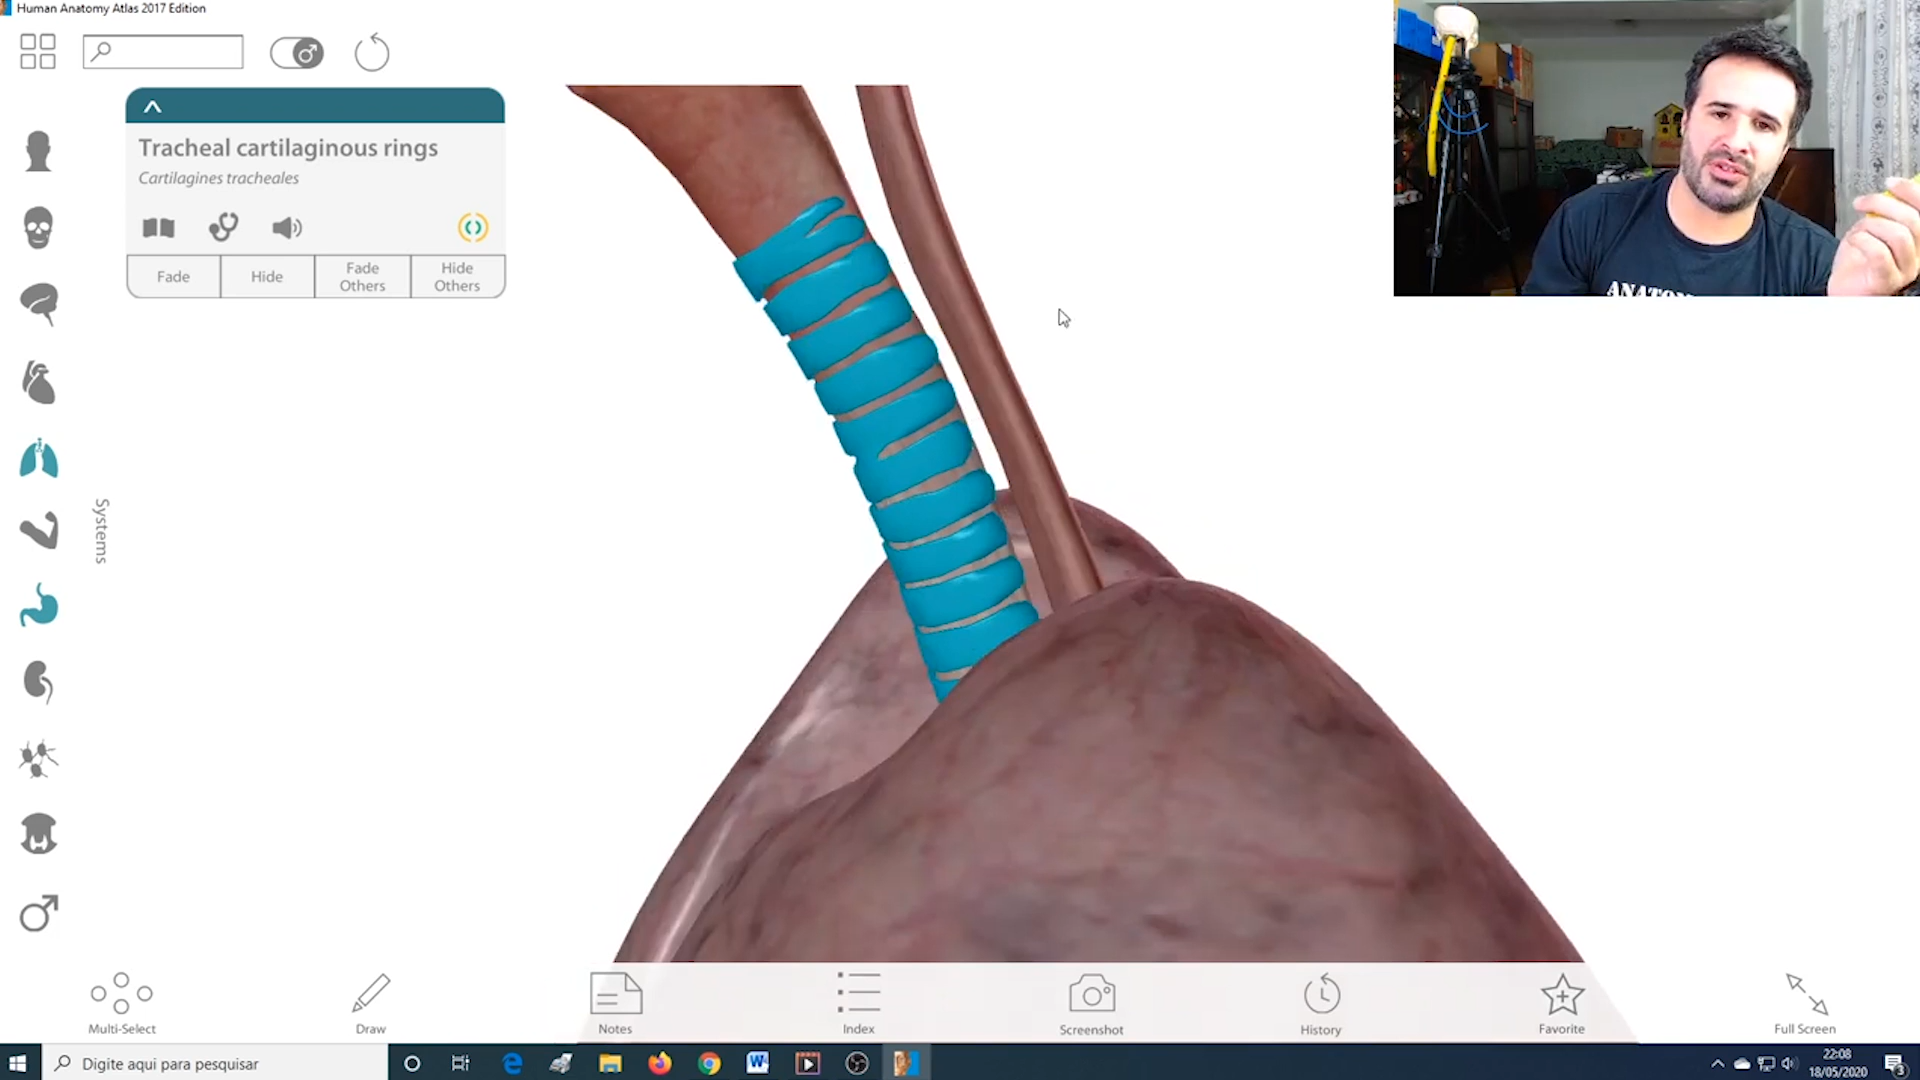 Human Anatomy Atlas 2017 Edition
Tracheal cartilaginous rings
Cartilagines tracheales
Fade
Hide
Fade
Others
Hide
Others
Systems
Multi-Select
Draw
Notes
Index
Screenshot
History
Favorite
Full Screen
Digite aqui para pesquisar
22:08
18/05/2020
3